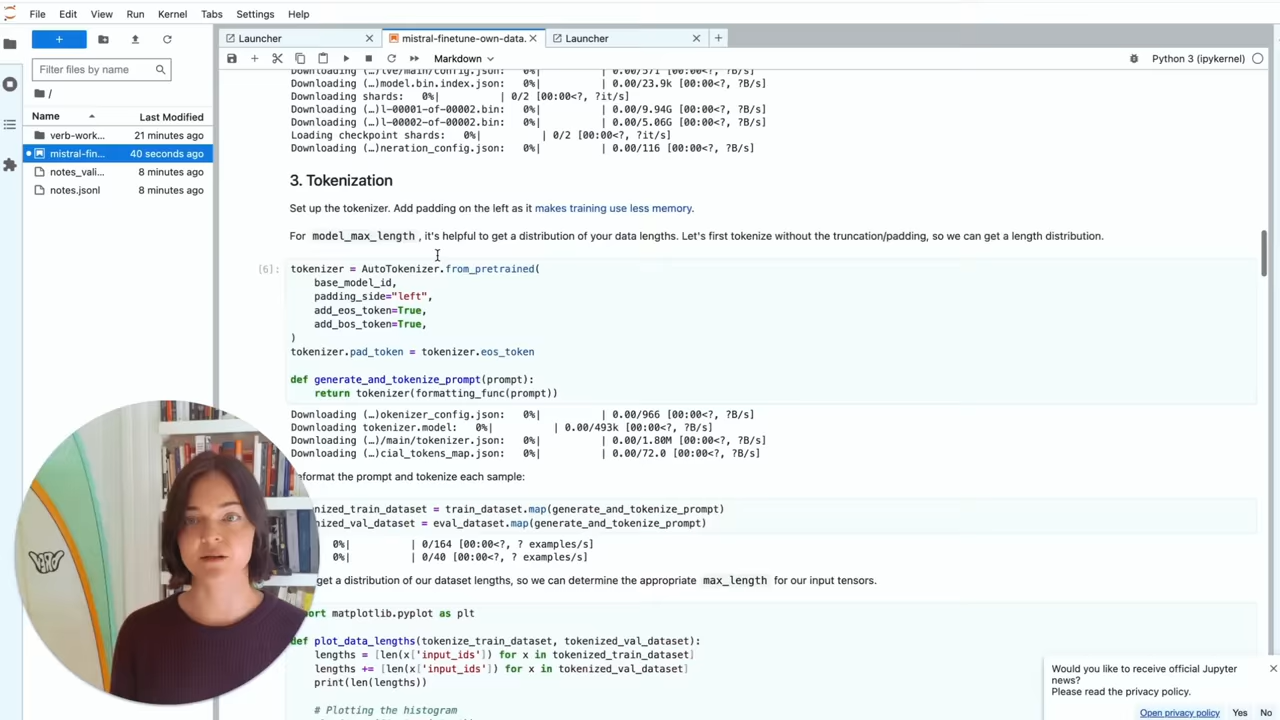 File Edit View Run Kernel Tabs Settings Help
Launcher
mistral-finetune-own-data.
Launcher
Markdown
Python 3 (ipykernel)
Filter files by name
/
Name Last Modified
verb-work... 21 minutes ago
mistral-fin... 40 seconds ago
notes_vali... 8 minutes ago
notes.jsonl 8 minutes ago
Downloading (…)lve/main/config.json: 0%| | 0.00/571 [00:00<?, ?B/s]
Downloading (…)model.bin.index.json: 0%| | 0.00/23.9k [00:00<?, ?B/s]
Downloading shards: 0%| | 0/2 [00:00<?, ?it/s]
Downloading (…)l-00001-of-00002.bin: 0%| | 0.00/9.94G [00:00<?, ?B/s]
Downloading (…)l-00002-of-00002.bin: 0%| | 0.00/5.06G [00:00<?, ?B/s]
Loading checkpoint shards: 0%| | 0/2 [00:00<?, ?it/s]
Downloading (…)neration_config.json: 0%| | 0.00/116 [00:00<?, ?B/s]
3. Tokenization
Set up the tokenizer. Add padding on the left as it makes training use less memory.
For model_max_length, it's helpful to get a distribution of your data lengths. Let's first tokenize without the truncation/padding, so we can get a length distribution.
[6]: tokenizer = AutoTokenizer.from_pretrained(
base_model_id,
padding_side="left",
add_eos_token=True,
add_bos_token=True,
)
tokenizer.pad_token = tokenizer.eos_token
def generate_and_tokenize_prompt(prompt):
return tokenizer(formatting_func(prompt))
Downloading (…)okenizer_config.json: 0%| | 0.00/966 [00:00<?, ?B/s]
Downloading tokenizer.model: 0%| | 0.00/493k [00:00<?, ?B/s]
Downloading (…)/main/tokenizer.json: 0%| | 0.00/1.80M [00:00<?, ?B/s]
Downloading (…)cial_tokens_map.json: 0%| | 0.00/72.0 [00:00<?, ?B/s]
eformat the prompt and tokenize each sample:
nized_train_dataset = train_dataset.map(generate_and_tokenize_prompt)
nized_val_dataset = eval_dataset.map(generate_and_tokenize_prompt)
0%| | 0/164 [00:00<?, ? examples/s]
0%| | 0/40 [00:00<?, ? examples/s]
get a distribution of our dataset lengths, so we can determine the appropriate max_length for our input tensors.
ort matplotlib.pyplot as plt
def plot_data_lengths(tokenize_train_dataset, tokenized_val_dataset):
lengths = [len(x['input_ids']) for x in tokenized_train_dataset]
lengths += [len(x['input_ids']) for x in tokenized_val_dataset]
print(len(lengths))
# Plotting the histogram
Would you like to receive official Jupyter
news?
Please read the privacy policy.
Open privacy policy Yes No